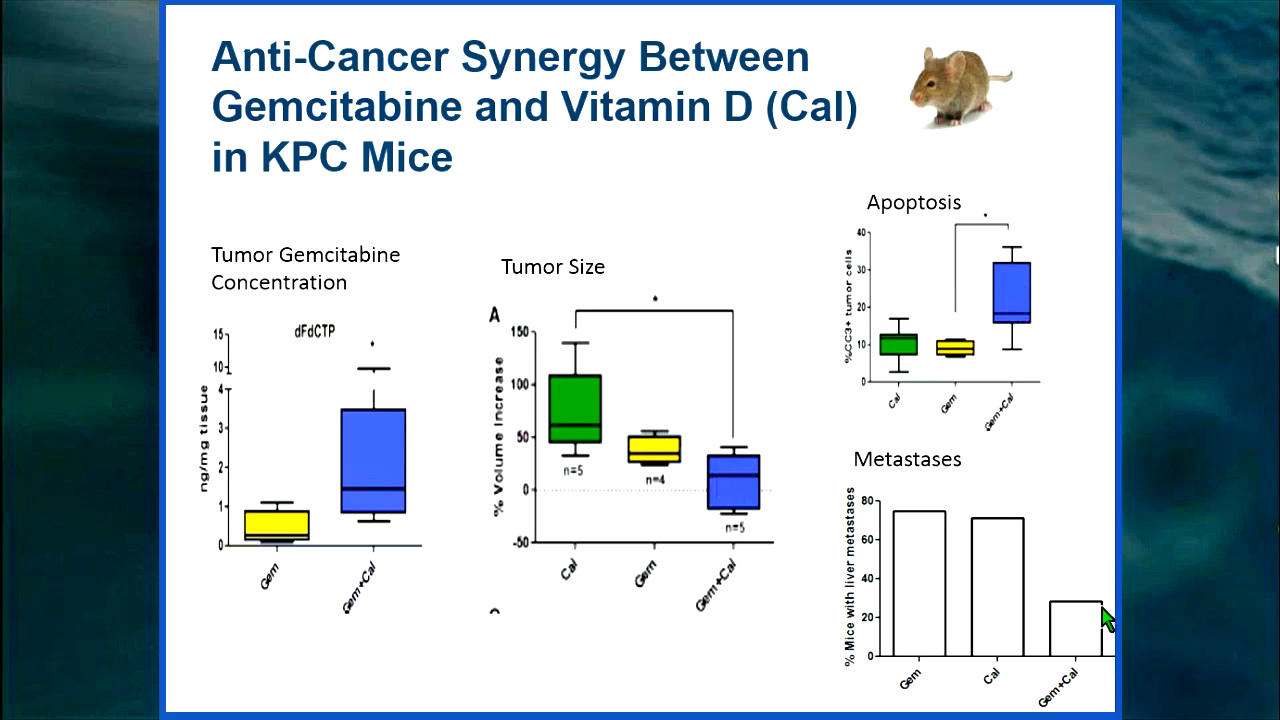 Anti-Cancer Synergy Between
Gemcitabine and Vitamin D (Cal)
in KPC Mice
Tumor Gemcitabine
Concentration
dFdCTP
*
15
10
4
3
2
1
0
ng/mg tissue
Gem
Gem+Cal
Tumor Size
A
*
150
100
50
0
-50
% Volume Increase
n=5
n=4
n=5
Cal
Gem
Gem+Cal
Apoptosis
*
40
30
20
10
0
%CC3+ tumor cells
Cal
Gem
Gem+Cal
Metastases
80
60
40
20
0
% Mice with liver metastases
Gem
Cal
Gem+Cal